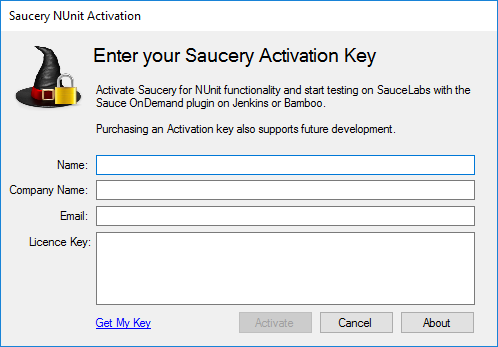 Saucery NUnit Activation
Enter your Saucery Activation Key
Activate Saucery for NUnit functionality and start testing on SauceLabs with the
Sauce OnDemand plugin on Jenkins or Bamboo.
Purchasing an Activation key also supports future development.
Name:
Company Name:
Email:
Licence Key:
Get My Key Activate Cancel About